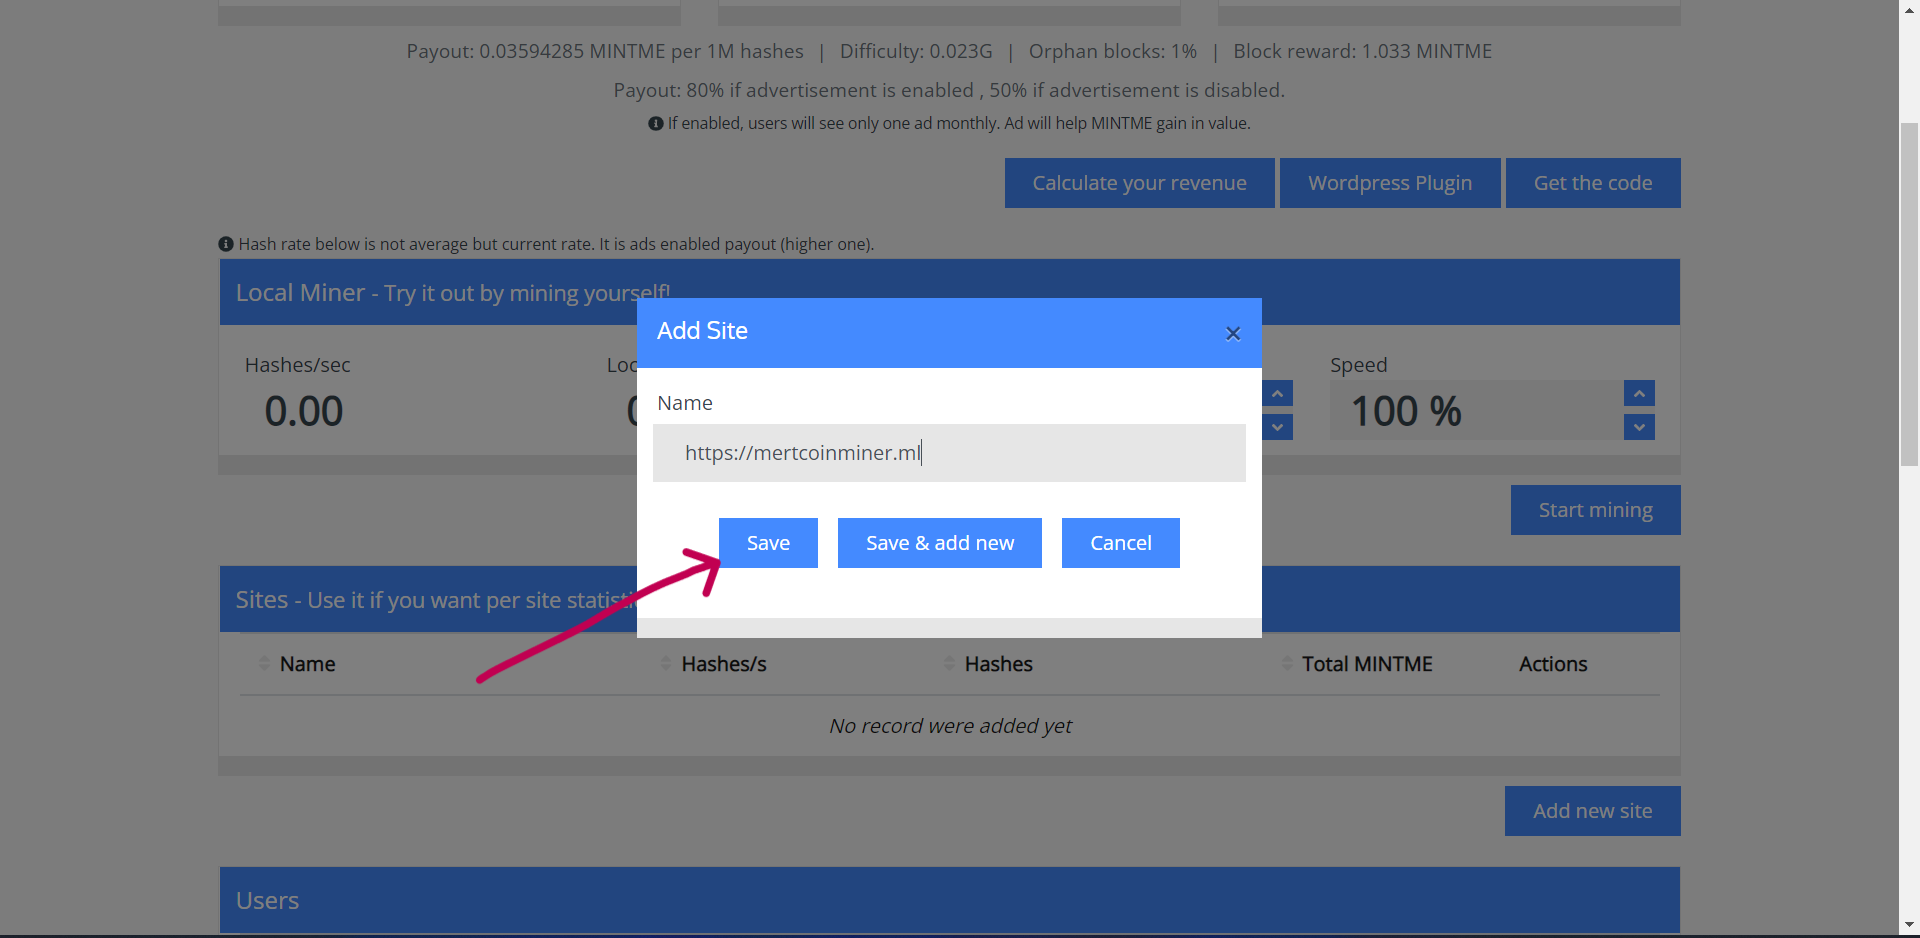 Payout: 0.03594285 MINTME per 1M hashes | Difficulty: 0.023G | Orphan blocks: 1% | Block reward: 1.033 MINTME
Payout: 80% if advertisement is enabled , 50% if advertisement is disabled.
If enabled, users will see only one ad monthly. Ad will help MINTME gain in value.
Calculate your revenue Wordpress Plugin Get the code
Hash rate below is not average but current rate. It is ads enabled payout (higher one).
Local Miner - Try it out by mining yourself!
Add Site ×
Hashes/sec Loc Speed
Name
0.00 100 %
https://mertcoinminer.ml
Start mining
Save Save & add new Cancel
Sites - Use it if you want per site statisti
Name Hashes/s Hashes Total MINTME Actions
No record were added yet
Add new site
Users